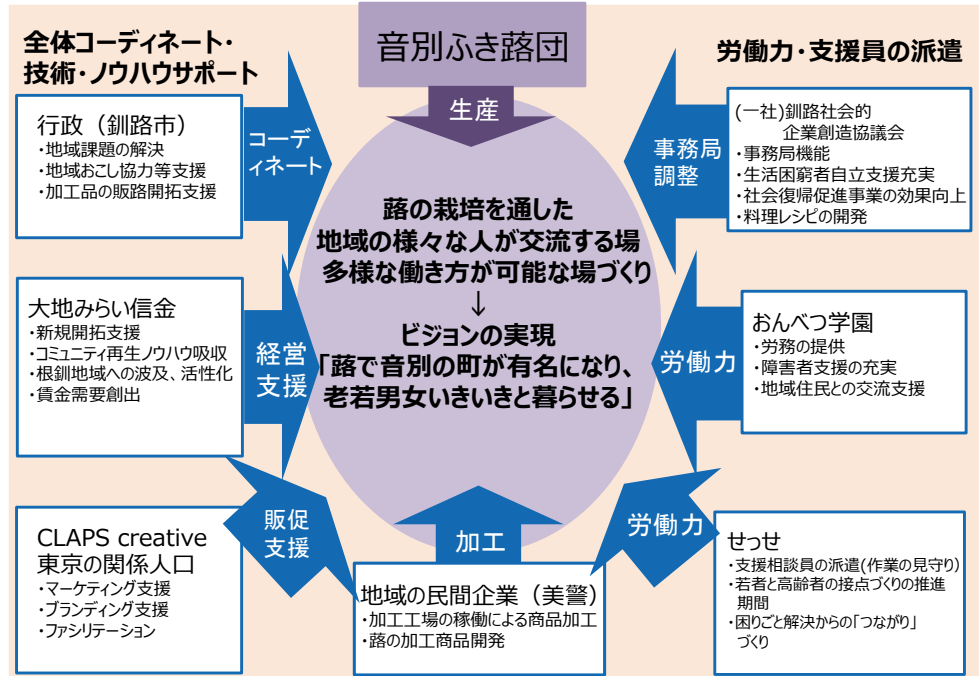 全体コーディネート・
技術・ノウハウサポート
音別ふき蕗団
生産
労働力・支援員の派遣
行政（釧路市）
・地域課題の解決
・地域おこし協力等支援
・加工品の販路開拓支援
コーデ
ィネート
事務局
調整
(一社)釧路社会的
企業創造協議会
・事務局機能
・生活困窮者自立支援充実
・社会復帰促進事業の効果向上
・料理レシピの開発
蕗の栽培を通した
地域の様々な人が交流する場
多様な働き方が可能な場づくり
↓
ビジョンの実現
「蕗で音別の町が有名になり、
老若男女いきいきと暮らせる」
大地みらい信金
・新規開拓支援
・コミュニティ再生ノウハウ吸収
・根釧地域への波及、活性化
・賃金需要創出
経営
支援
労働力
おんべつ学園
・労務の提供
・障害者支援の充実
・地域住民との交流支援
CLAPS creative
東京の関係人口
・マーケティング支援
・ブランディング支援
・ファシリテーション
販促
支援
加工
地域の民間企業（美警）
・加工工場の稼働による商品加工
・蕗の加工商品開発
労働力
せっせ
・支援相談員の派遣(作業の見守り)
・若者と高齢者の接点づくりの推進
期間
・困りごと解決からの「つながり」
づくり